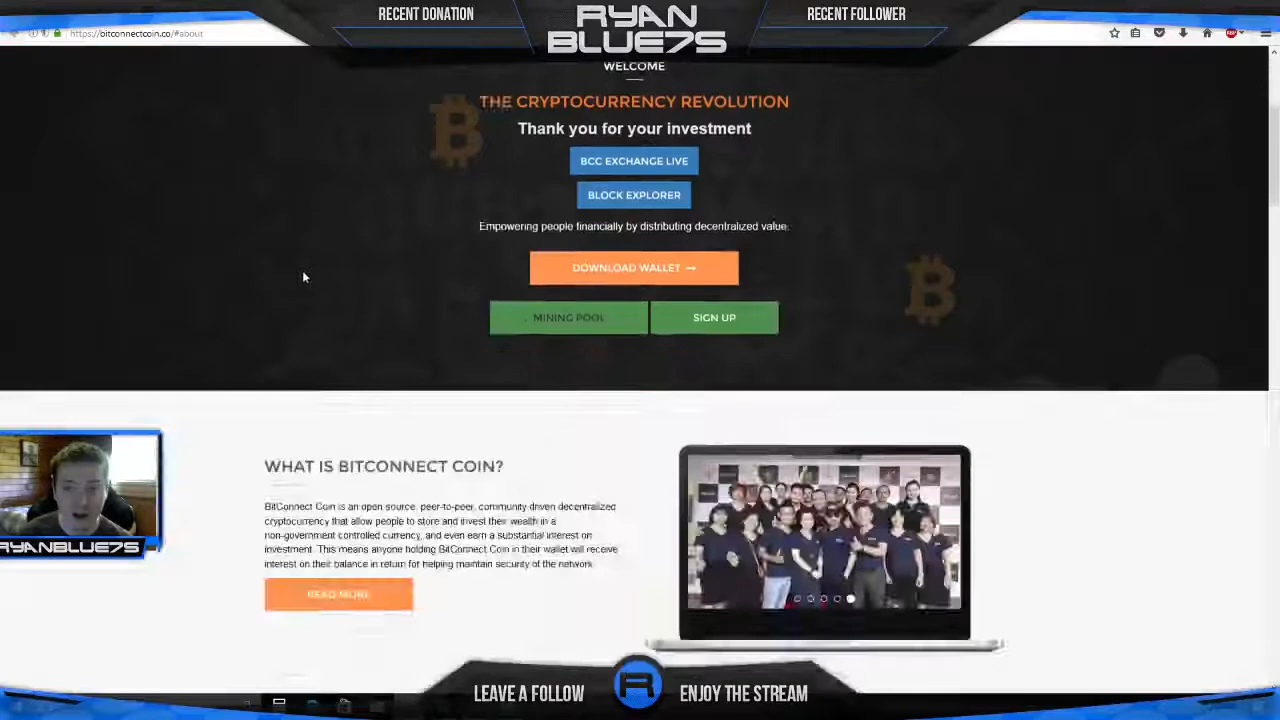 RECENT DONATION
RYAN
BLUE7S
RECENT FOLLOWER
https://bitconnectcoin.co/#about
WELCOME
THE CRYPTOCURRENCY REVOLUTION
Thank you for your investment
BCC EXCHANGE LIVE
BLOCK EXPLORER
Empowering people financially by distributing decentralized value.
DOWNLOAD WALLET →
MINING POOL
SIGN UP
WHAT IS BITCONNECT COIN?
BitConnect Coin is an open source, peer-to-peer, community driven decentralized
cryptocurrency that allow people to store and invest their wealth in a
non-government controlled currency, and even earn a substantial interest on
investment. This means anyone holding BitConnect Coin in their wallet will receive
interest on their balance in return for helping maintain security of the network.
READ MORE
RYANBLUE7S
LEAVE A FOLLOW
R
ENJOY THE STREAM